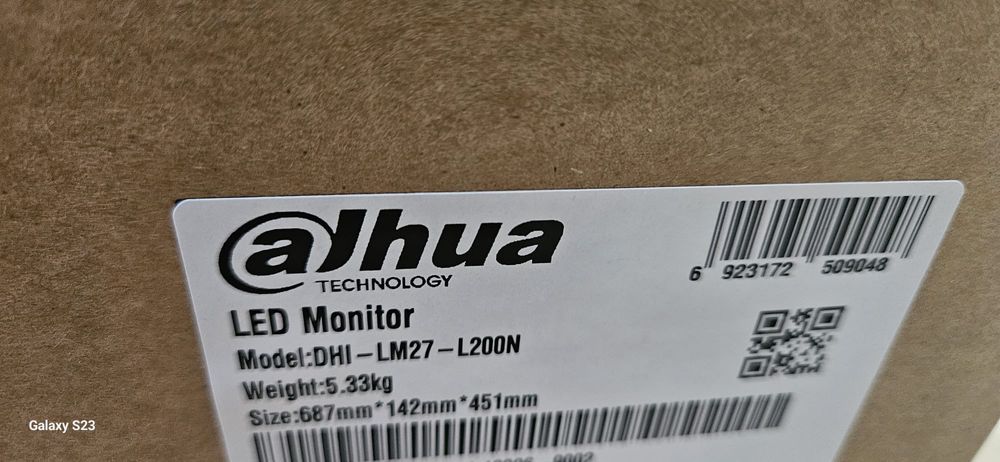 alhua
TECHNOLOGY
6 923172 509048
LED Monitor
Model:DHI-LM27-L200N
Weight:5.33kg
Size:687mm*142mm*451mm
Galaxy S23